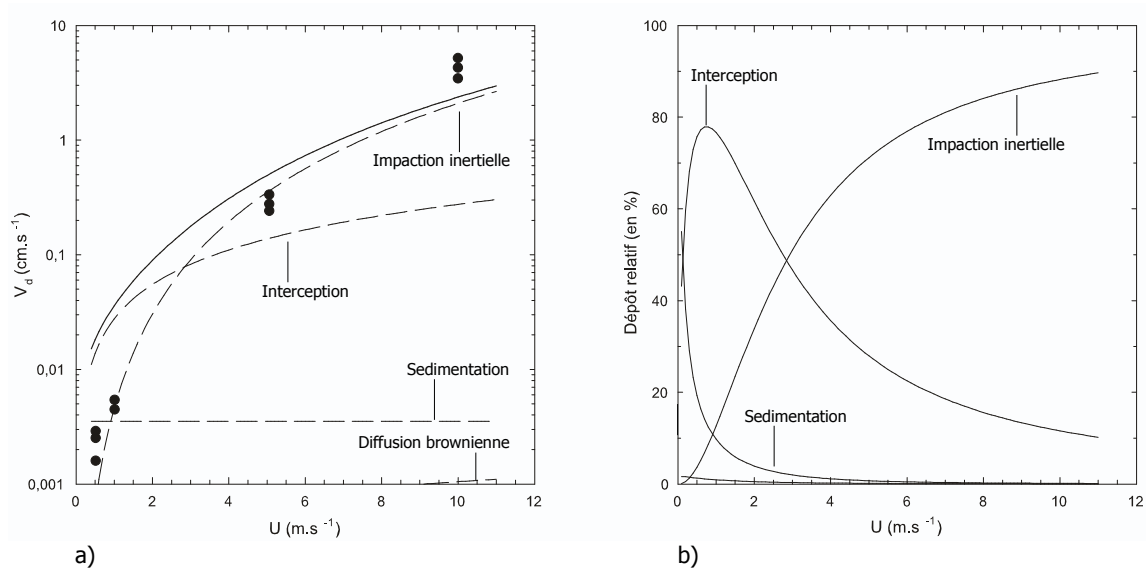 10
1
0,1
0,01
0,001
V_d (cm.s⁻¹)
Impaction inertielle
Interception
Sedimentation
Diffusion brownienne
0 2 4 6 8 10 12
U (m.s⁻¹)
a)
100
80
60
40
20
0
Dépôt relatif (en %)
Interception
Impaction inertielle
Sedimentation
0 2 4 6 8 10 12
U (m.s⁻¹)
b)